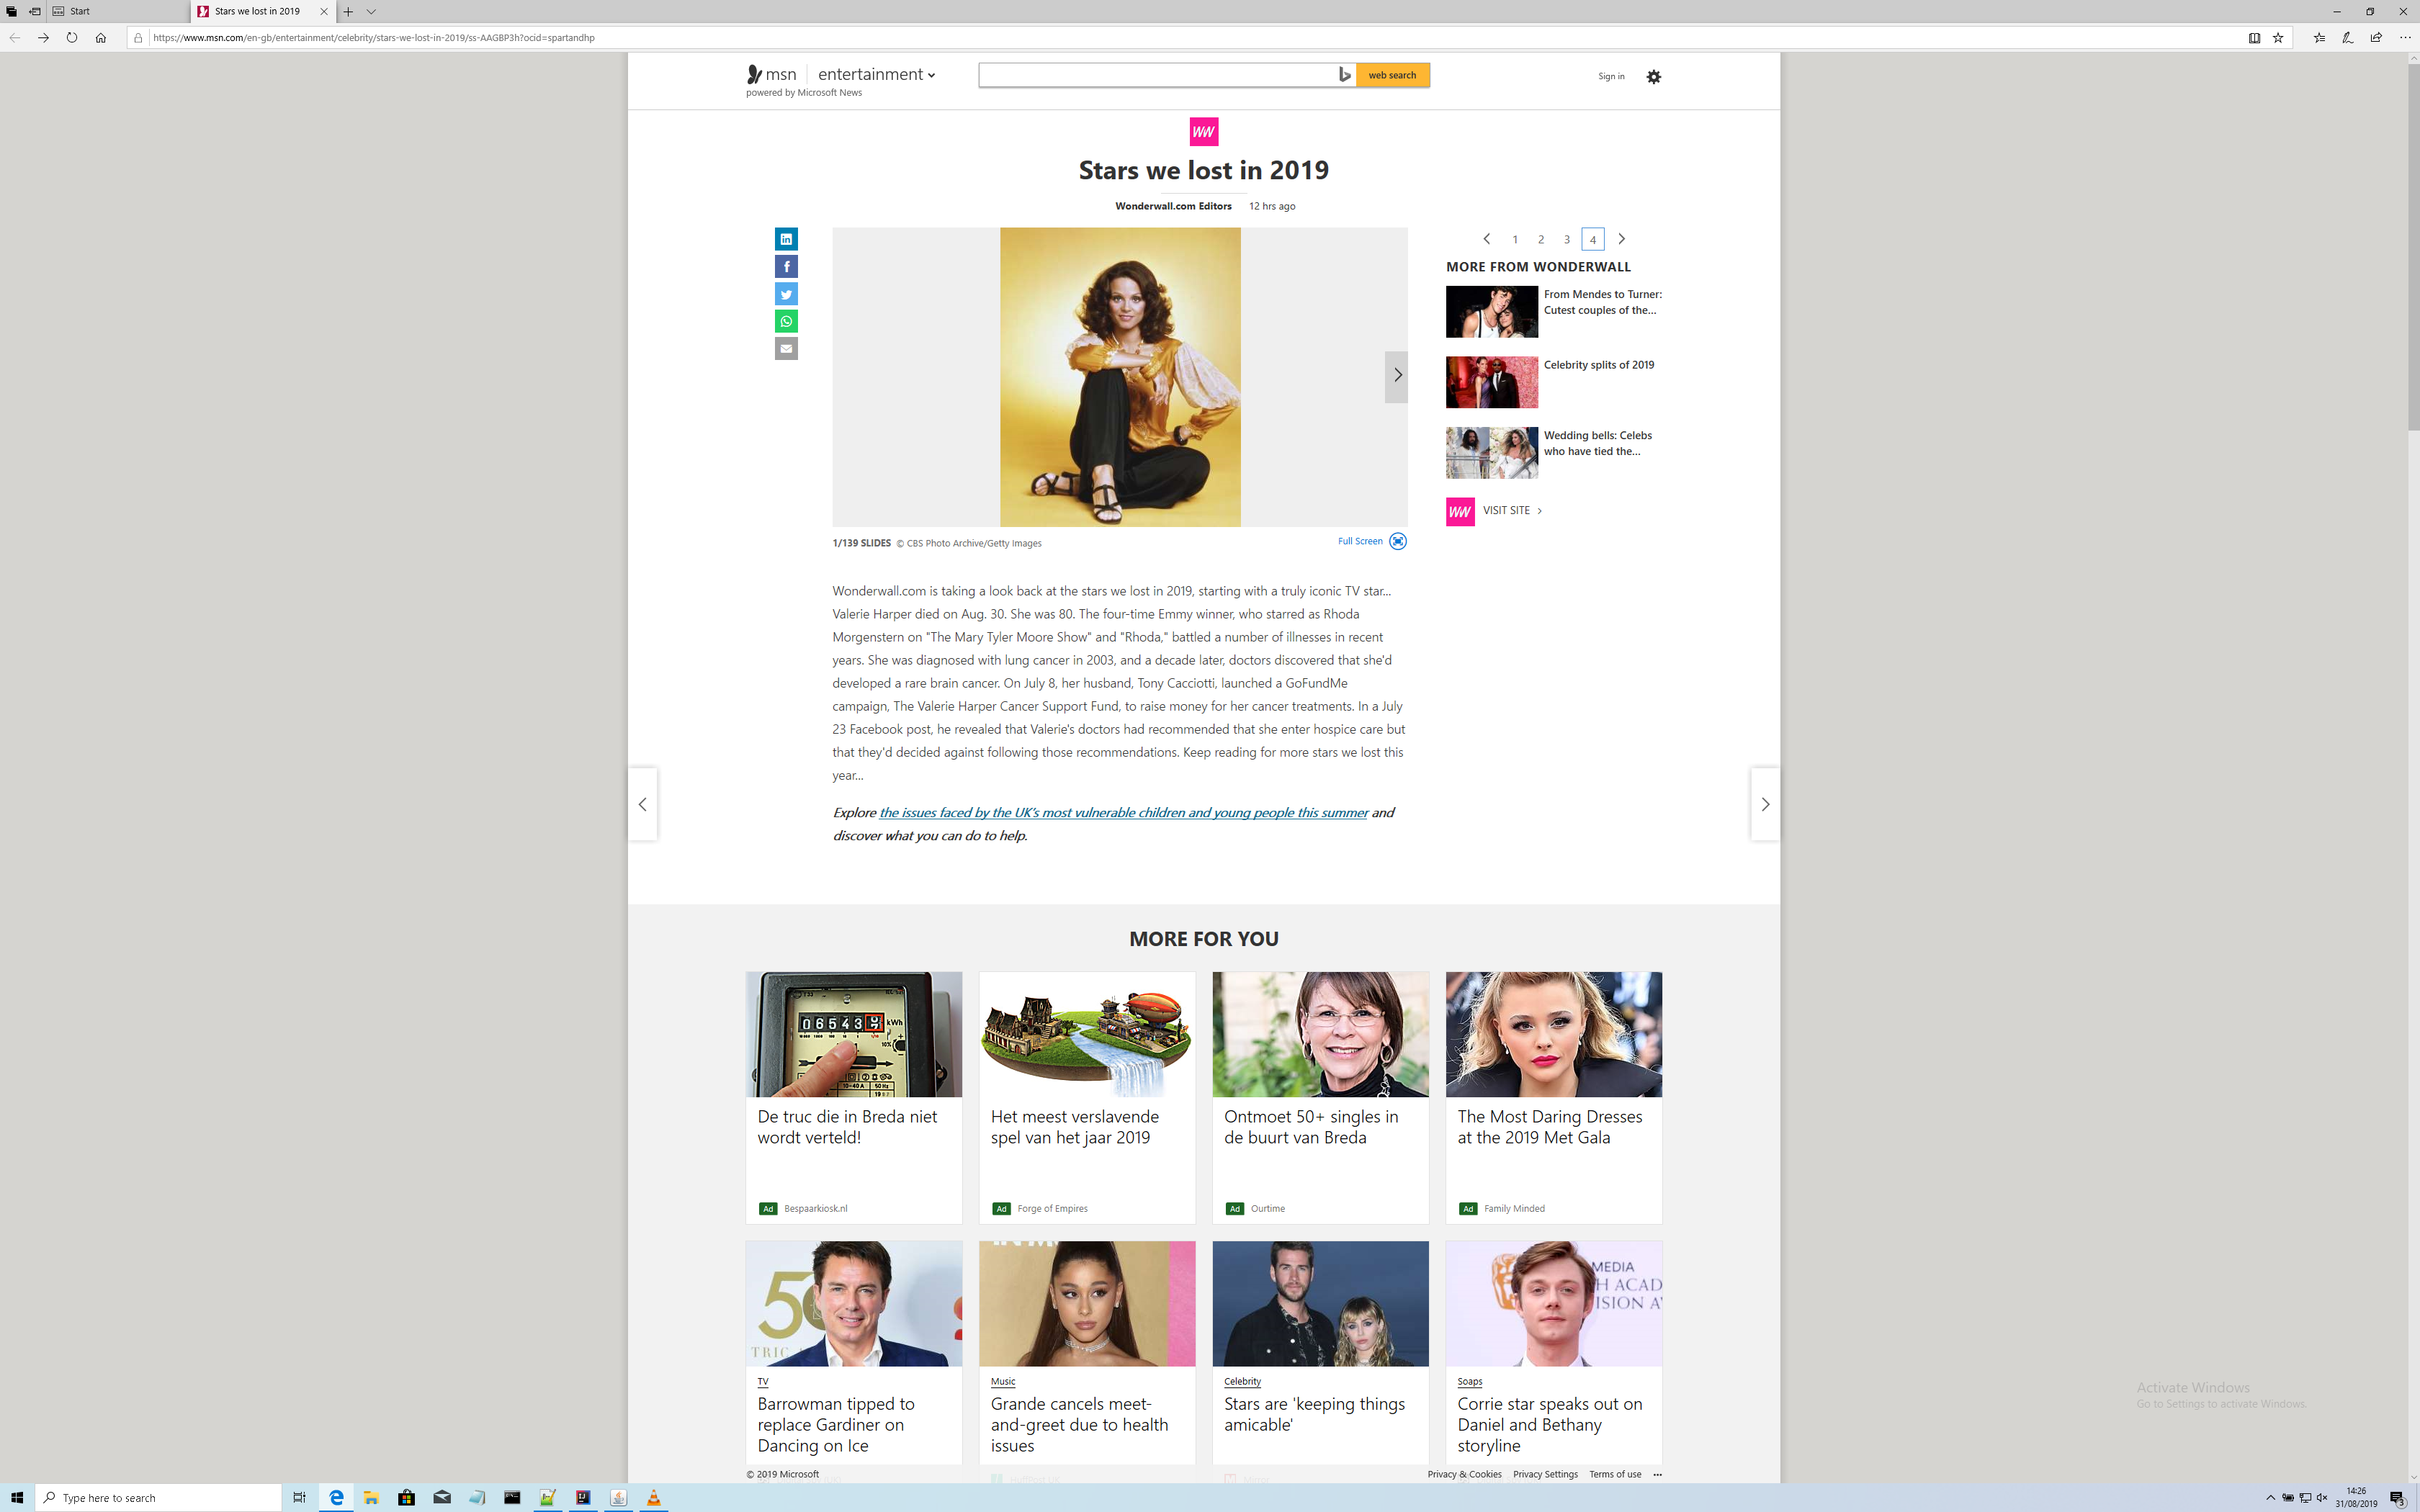 Start
Stars we lost in 2019
https://www.msn.com/en-gb/entertainment/celebrity/stars-we-lost-in-2019/ss-AAGBP3h?ocid=spartandhp
msn
entertainment
powered by Microsoft News
web search
Sign in
WW
Stars we lost in 2019
Wonderwall.com Editors 12 hrs ago
1 2 3 4
MORE FROM WONDERWALL
From Mendes to Turner:
Cutest couples of the...
Celebrity splits of 2019
Wedding bells: Celebs
who have tied the...
WW VISIT SITE
1/139 SLIDES © CBS Photo Archive/Getty Images
Full Screen
Wonderwall.com is taking a look back at the stars we lost in 2019, starting with a truly iconic TV star...
Valerie Harper died on Aug. 30. She was 80. The four-time Emmy winner, who starred as Rhoda
Morgenstern on "The Mary Tyler Moore Show" and "Rhoda," battled a number of illnesses in recent
years. She was diagnosed with lung cancer in 2003, and a decade later, doctors discovered that she'd
developed a rare brain cancer. On July 8, her husband, Tony Cacciotti, launched a GoFundMe
campaign, The Valerie Harper Cancer Support Fund, to raise money for her cancer treatments. In a July
23 Facebook post, he revealed that Valerie's doctors had recommended that she enter hospice care but
that they'd decided against following those recommendations. Keep reading for more stars we lost this
year...
Explore the issues faced by the UK's most vulnerable children and young people this summer and
discover what you can do to help.
MORE FOR YOU
06543
kWh
De truc die in Breda niet
wordt verteld!
Ad Bespaarkiosk.nl
Het meest verslavende
spel van het jaar 2019
Ad Forge of Empires
Ontmoet 50+ singles in
de buurt van Breda
Ad Ourtime
The Most Daring Dresses
at the 2019 Met Gala
Ad Family Minded
TV
Barrowman tipped to
replace Gardiner on
Dancing on Ice
Music
Grande cancels meet-
and-greet due to health
issues
Celebrity
Stars are 'keeping things
amicable'
MEDIA
H ACAD
ISION A
Soaps
Corrie star speaks out on
Daniel and Bethany
storyline
© 2019 Microsoft
Privacy & Cookies Privacy Settings Terms of use
Activate Windows
Go to Settings to activate Windows.
Type here to search
14:26
31/08/2019
3